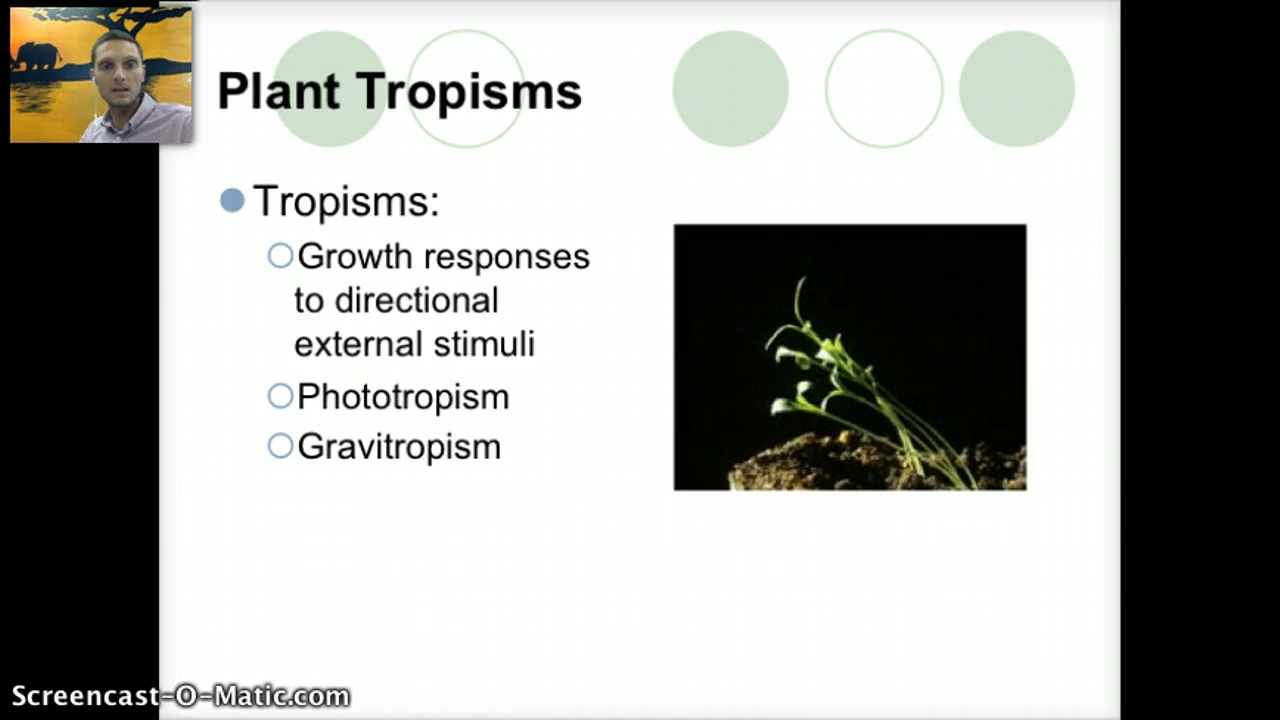 Plant Tropisms
Tropisms:
Growth responses
to directional
external stimuli
Phototropism
Gravitropism
Screencast-O-Matic.com